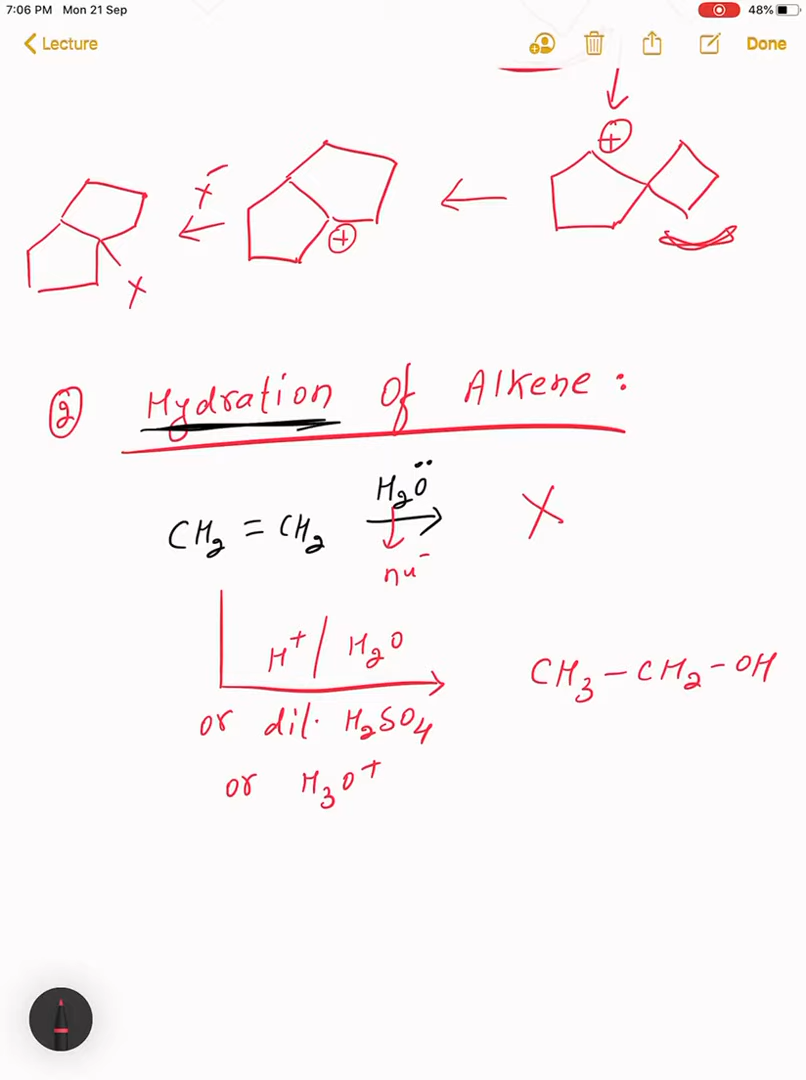 7:06 PM Mon 21 Sep 48%
Lecture Done
⊕
X⁻
⊕
X
② Hydration Of Alkene :
CH₂ = CH₂ H₂Ö X
nu⁻
H⁺ / H₂O CH₃ – CH₂ – OH
or dil. H₂SO₄
or H₃O⁺